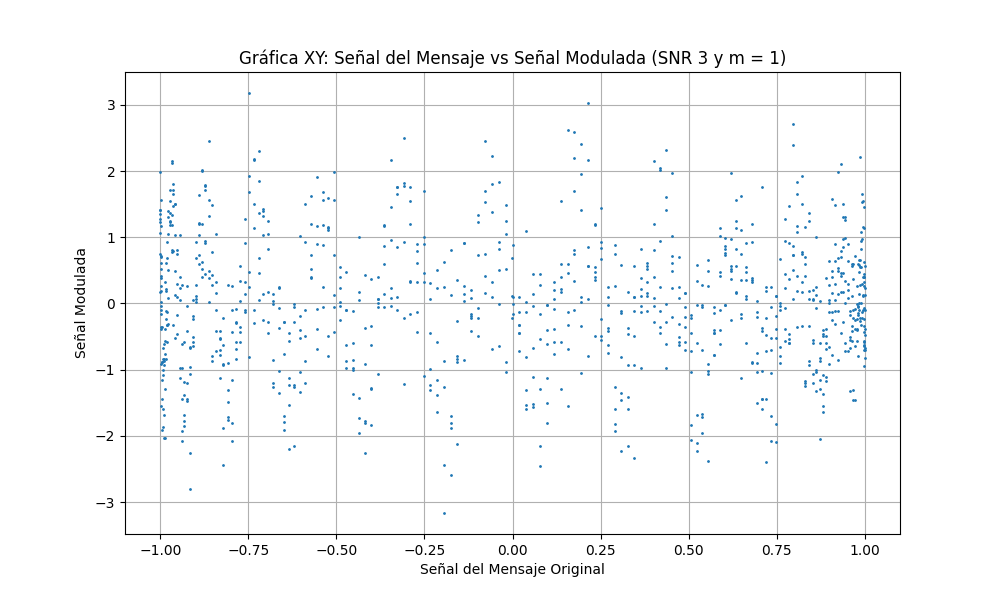 Gráfica XY: Señal del Mensaje vs Señal Modulada (SNR 3 y m = 1)
Señal Modulada
3
2
1
0
−1
−2
−3
−1.00 −0.75 −0.50 −0.25 0.00 0.25 0.50 0.75 1.00
Señal del Mensaje Original